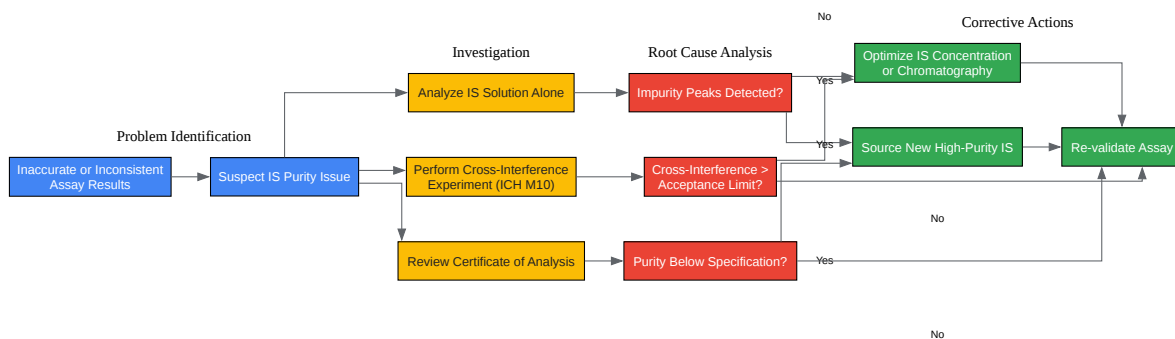 No
Corrective Actions
Investigation
Root Cause Analysis
Optimize IS Concentration
or Chromatography
Analyze IS Solution Alone
Impurity Peaks Detected?
Yes
Problem Identification
Inaccurate or Inconsistent
Assay Results
Suspect IS Purity Issue
Perform Cross-Interference
Experiment (ICH M10)
Cross-Interference >
Acceptance Limit?
Yes
Source New High-Purity IS
Re-validate Assay
No
Review Certificate of Analysis
Purity Below Specification?
Yes
No